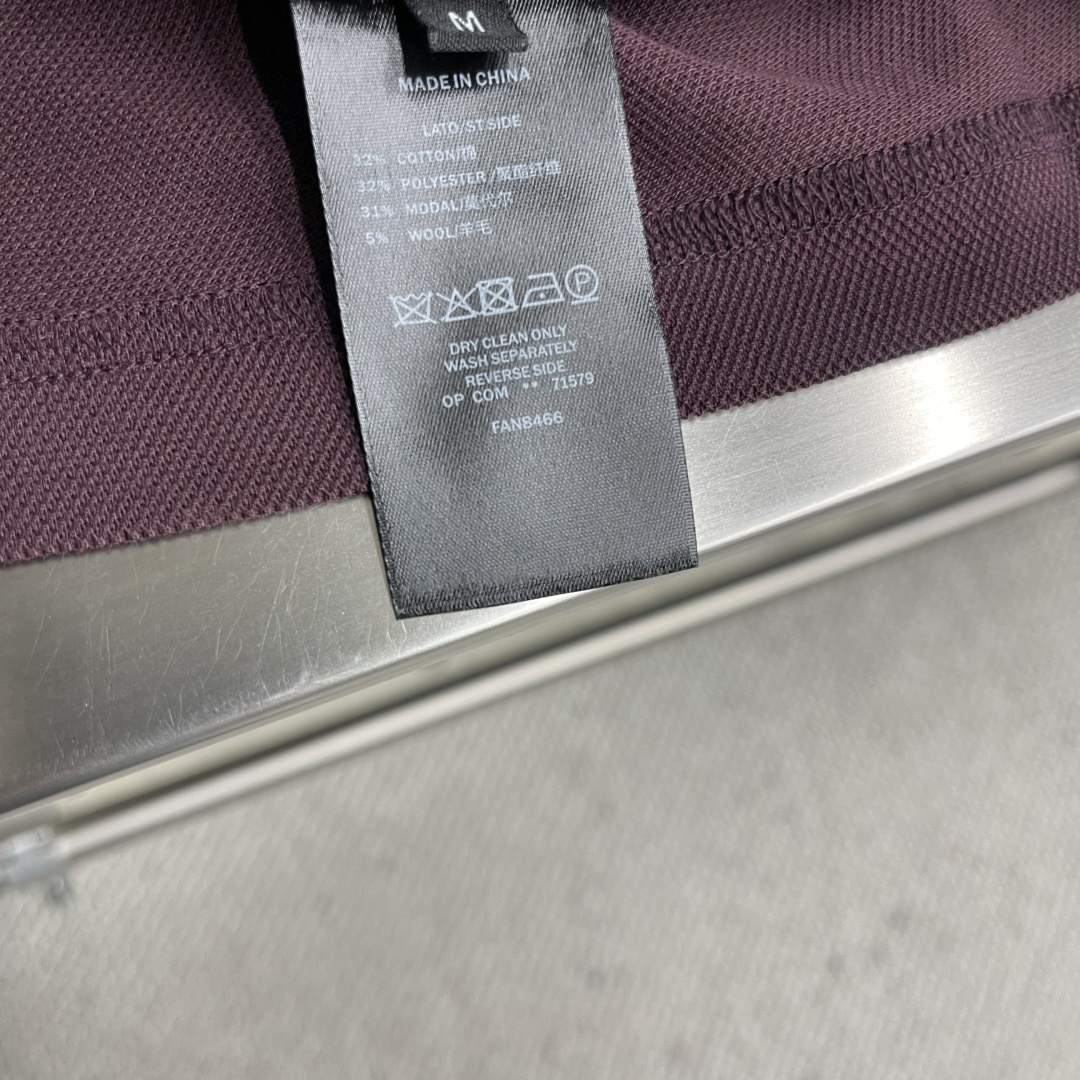 M
MADE IN CHINA
LATO/ST SIDE
32% COTTON/棉
32% POLYESTER / 聚酯纤维
31% MODAL/莫代尔
5% WOOL/羊毛
P
DRY CLEAN ONLY
WASH SEPARATELY
REVERSE SIDE
OP COM ** 71579
FAN8466